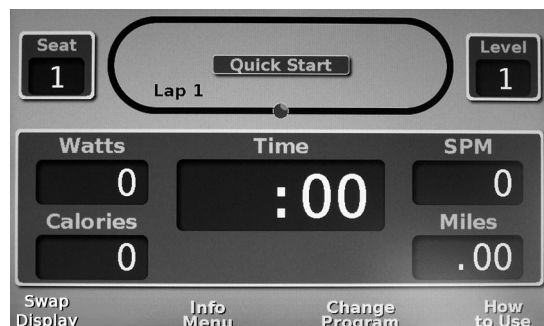 Seat
1
Quick Start
Lap 1
Level
1
Watts
0
Time
:00
SPM
0
Calories
0
Miles
.00
Swap
Display
Info
Menu
Change
Program
How
to Use